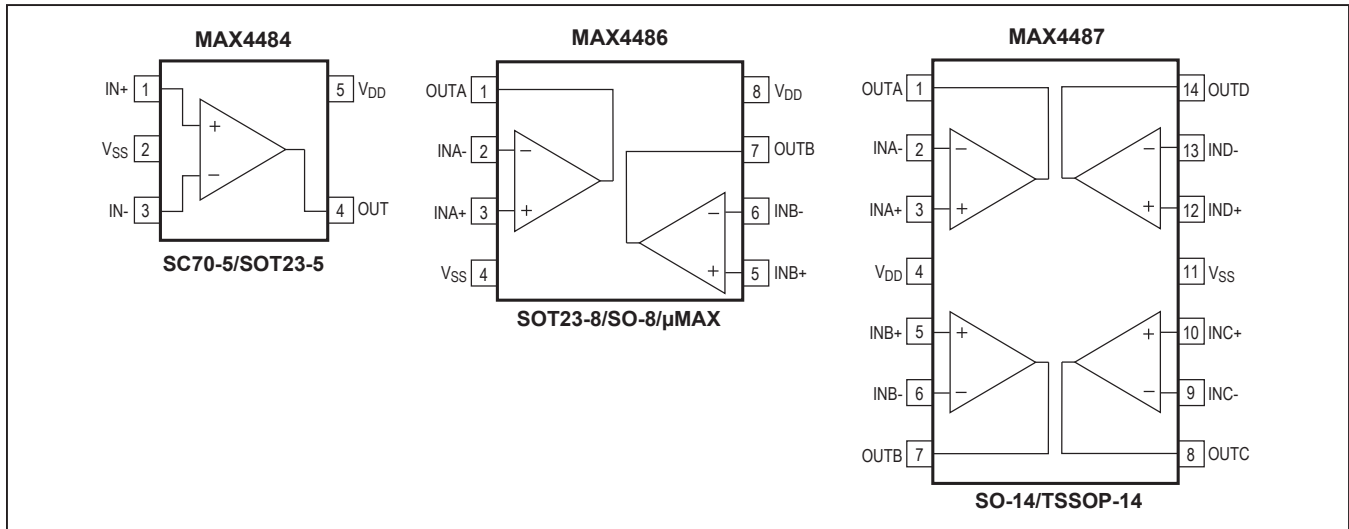 MAX4484
IN+ 1
5 VDD
+
VSS 2
−
IN- 3
4 OUT
SC70-5/SOT23-5
MAX4486
OUTA 1
8 VDD
7 OUTB
INA- 2 −
INA+ 3 +
− 6 INB-
VSS 4
+ 5 INB+
SOT23-8/SO-8/µMAX
MAX4487
OUTA 1
14 OUTD
INA- 2 −
− 13 IND-
INA+ 3 +
+ 12 IND+
VDD 4
11 VSS
INB+ 5 +
+ 10 INC+
INB- 6 −
− 9 INC-
OUTB 7
8 OUTC
SO-14/TSSOP-14